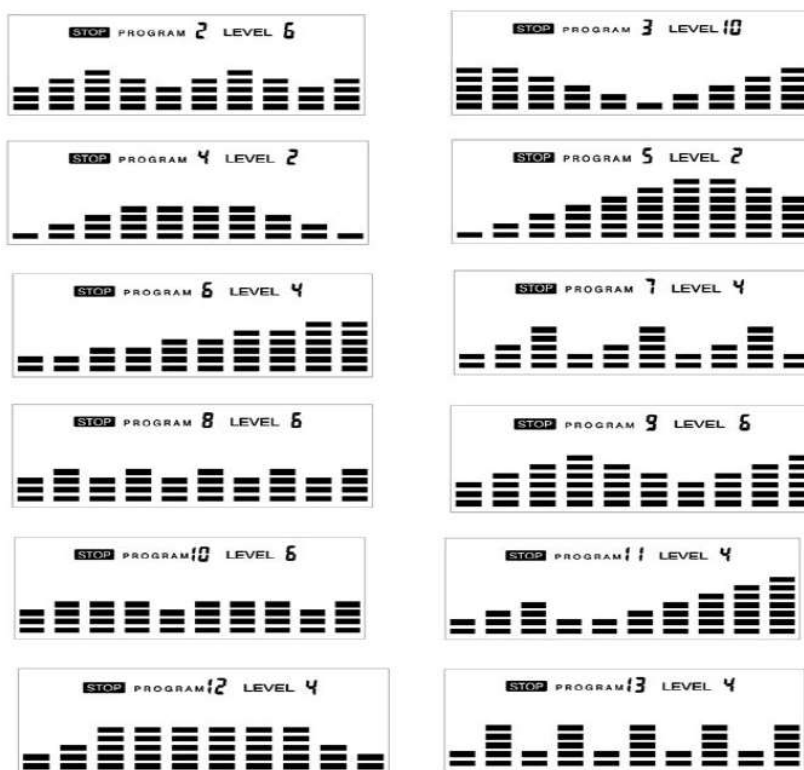 STOP PROGRAM 2 LEVEL 6
STOP PROGRAM 3 LEVEL 10
STOP PROGRAM 4 LEVEL 2
STOP PROGRAM 5 LEVEL 2
STOP PROGRAM 6 LEVEL 4
STOP PROGRAM 7 LEVEL 4
STOP PROGRAM 8 LEVEL 6
STOP PROGRAM 9 LEVEL 6
STOP PROGRAM 10 LEVEL 6
STOP PROGRAM 11 LEVEL 4
STOP PROGRAM 12 LEVEL 4
STOP PROGRAM 13 LEVEL 4